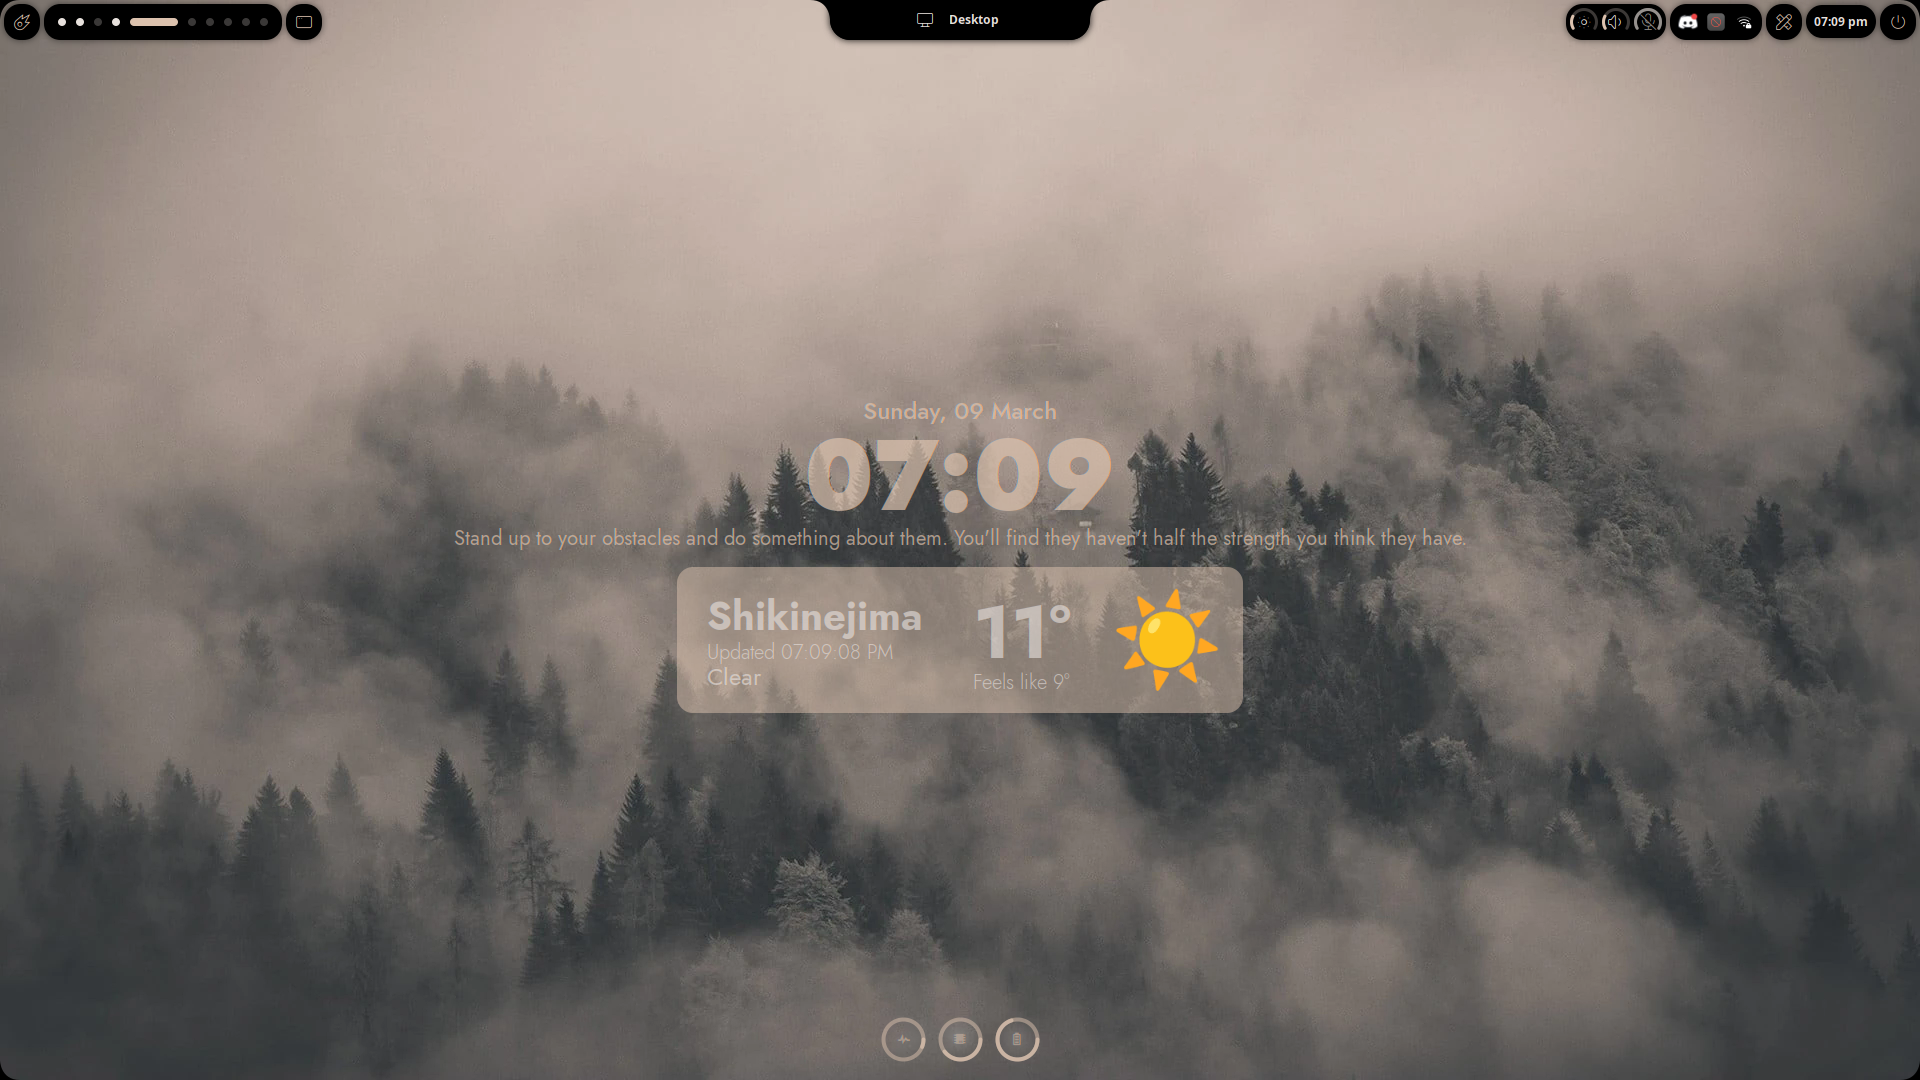 Desktop
07:09 pm
Sunday, 09 March
07:09
Stand up to your obstacles and do something about them. You'll find they haven't half the strength you think they have.
Shikinejima
Updated 07:09:08 PM
Clear
11°
Feels like 9°